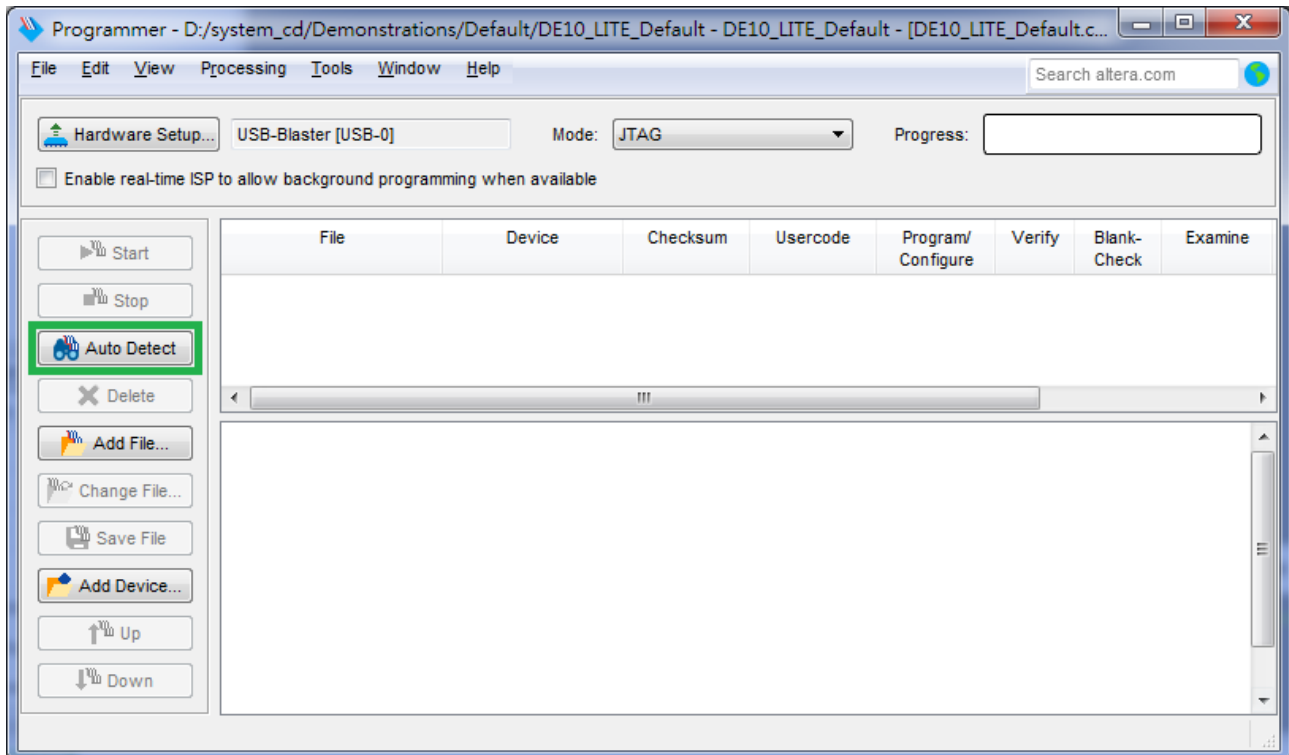 Programmer - D:/system_cd/Demonstrations/Default/DE10_LITE_Default - DE10_LITE_Default - [DE10_LITE_Default.c...
File Edit View Processing Tools Window Help
Search altera.com
Hardware Setup... USB-Blaster [USB-0] Mode: JTAG Progress:
Enable real-time ISP to allow background programming when available
File Device Checksum Usercode Program/ Configure Verify Blank- Check Examine
Start
Stop
Auto Detect
Delete
Add File...
Change File...
Save File
Add Device...
Up
Down